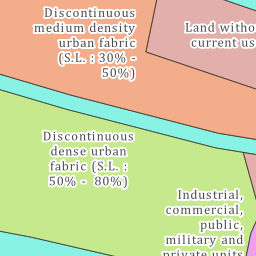 Discontinuous
medium density
urban fabric
(S.L. : 30% -
50%)
Land witho
current us
Discontinuous
dense urban
fabric (S.L. :
50% -  80%)
Industrial,
commercial,
public,
military and
private units